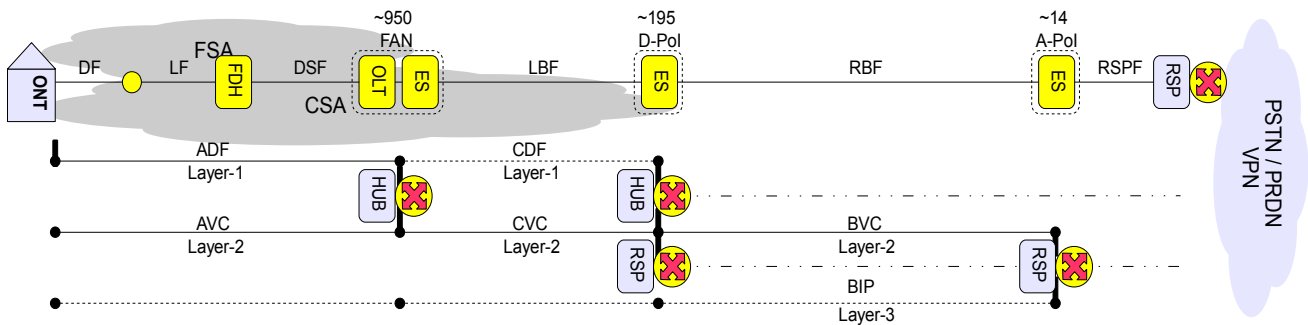 ~950
FAN
~195
D-PoI
~14
A-PoI
FSA
DF
LF
DSF
LBF
RBF
RSPF
ONT
FDH
OLT
ES
ES
ES
RSP
CSA
PSTN / PRDN
VPN
ADF
Layer-1
CDF
Layer-1
HUB
HUB
AVC
Layer-2
CVC
Layer-2
BVC
Layer-2
RSP
RSP
BIP
Layer-3